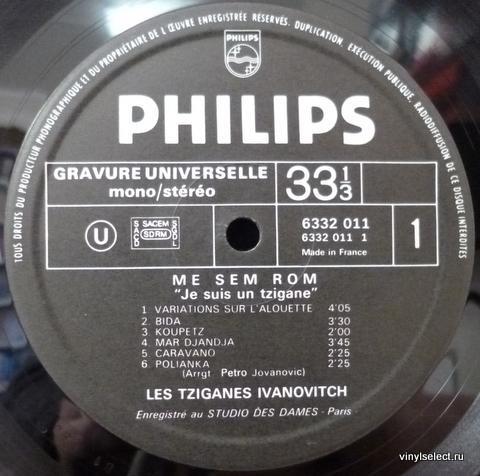 TOUS DROITS DU PRODUCTEUR PHONOGRAPHIQUE ET DU PROPRIÉTAIRE DE L'ŒUVRE ENREGISTRÉE RÉSERVÉS. DUPLICATION, EXÉCUTION PUBLIQUE, RADIODIFFUSION DE CE DISQUE INTERDITES
PHILIPS
PHILIPS
GRAVURE UNIVERSELLE
mono/stéréo
33 1/3
U
SACEM
SACD
SDRM
SGDL
6332 011
6332 011 1
Made in France
1
ME SEM ROM
"Je suis un tzigane"
1 VARIATIONS SUR L'ALOUETTE 4'05
2. BIDA 3'30
3 KOUPETZ 2'00
4 MAR DJANDJA 3'45
5 CARAVANO 2'25
6. POLIANKA 2'25
(Arrgt Petro Jovanovic)
LES TZIGANES IVANOVITCH
Enregistré au STUDIO DES DAMES - Paris
vinylselect.ru